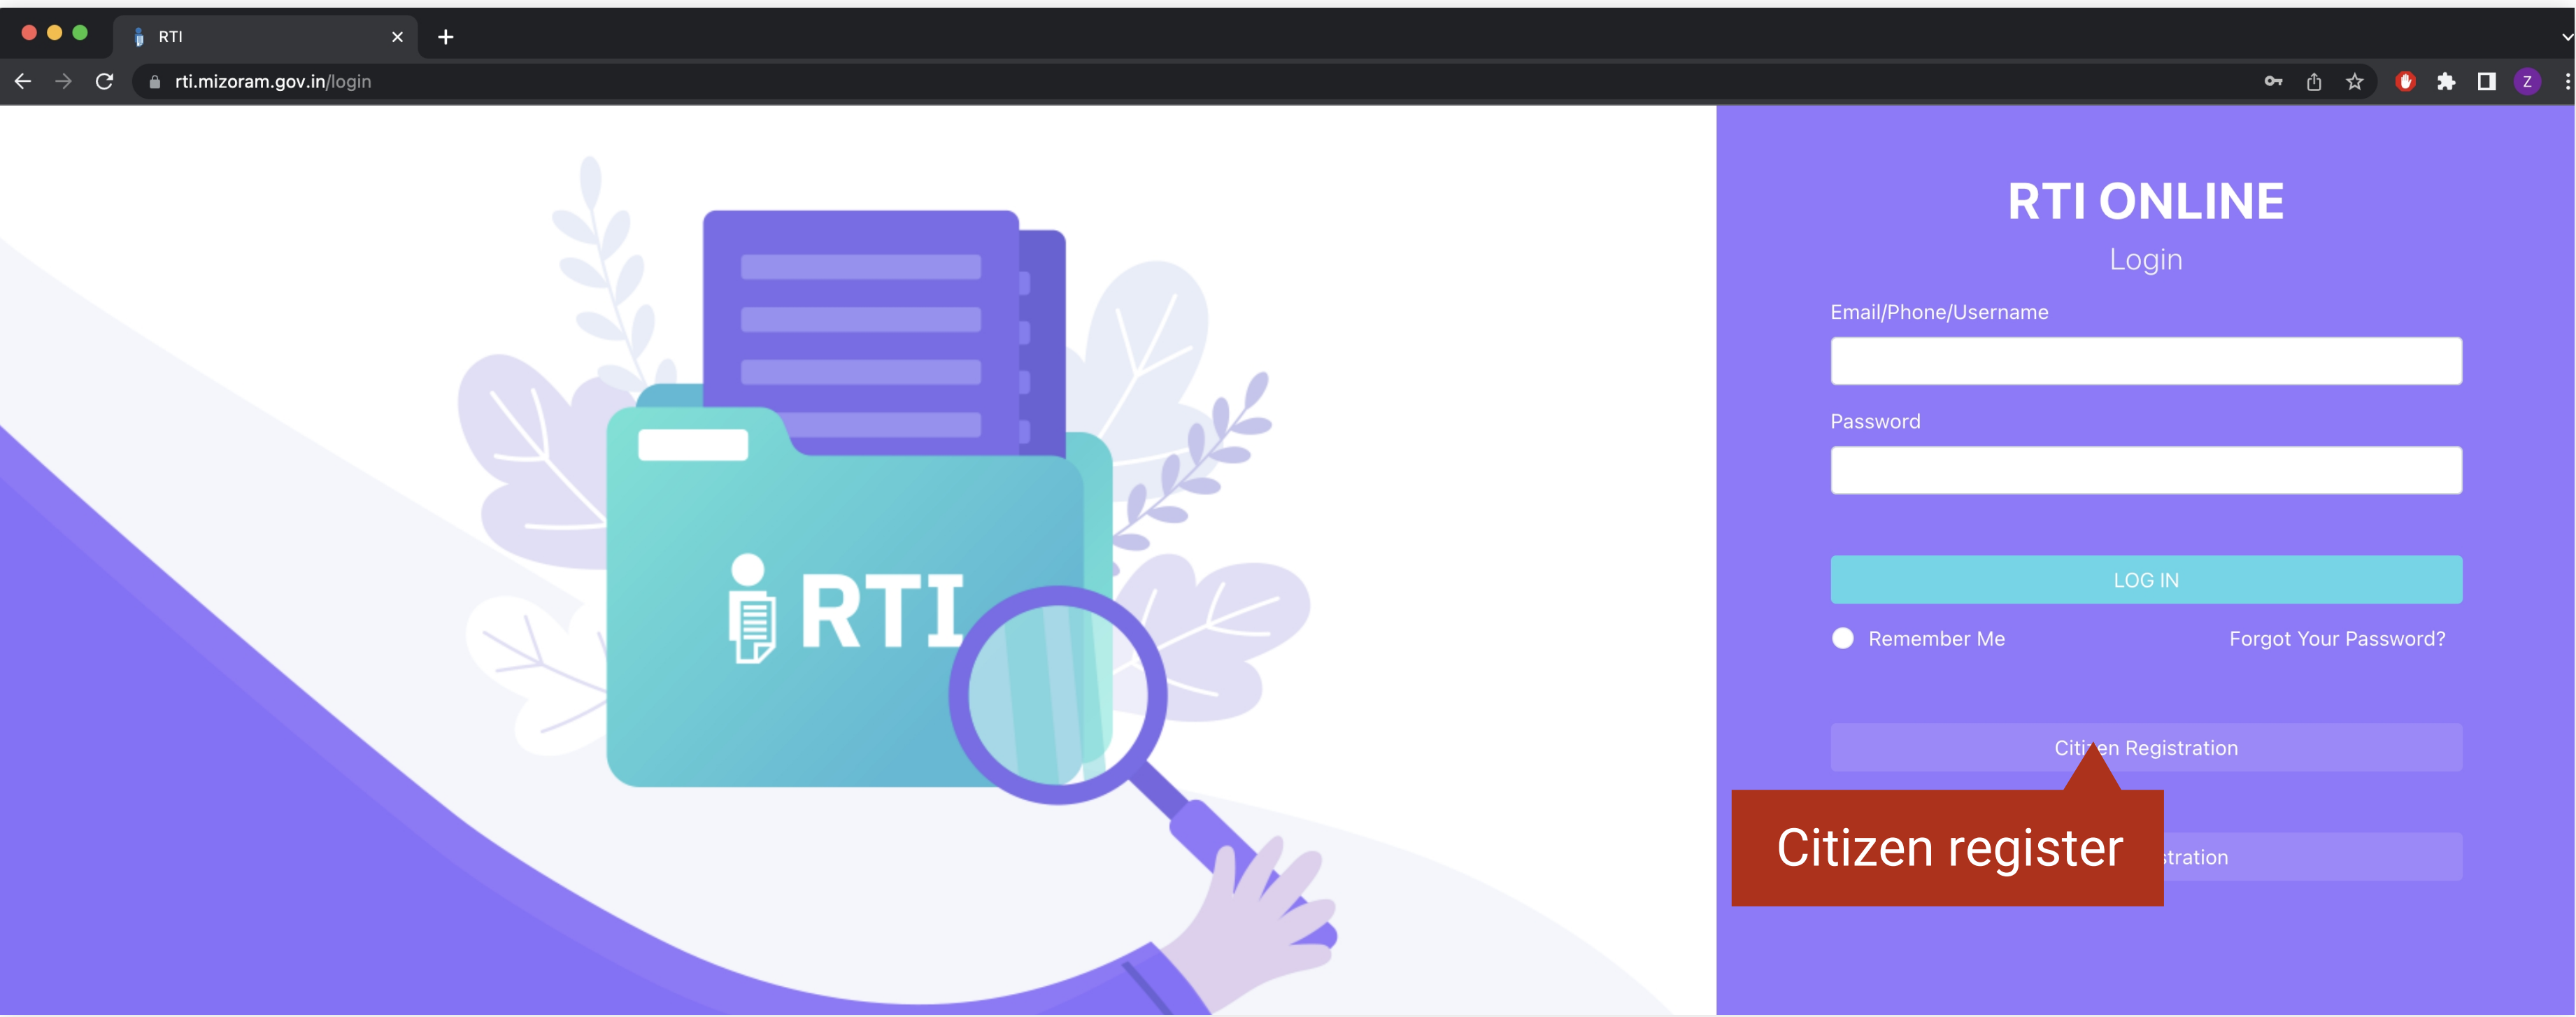 RTI
rti.mizoram.gov.in/login
Z
RTI
RTI ONLINE
Login
Email/Phone/Username
Password
LOG IN
Remember Me
Forgot Your Password?
Citizen Registration
Citizen register